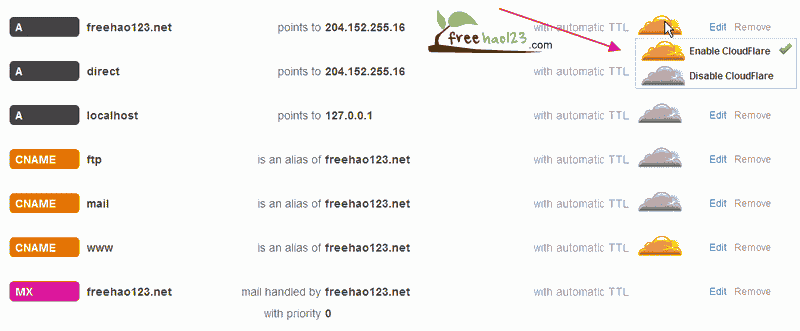 A freehao123.net points to 204.152.255.16 with automatic TTL Edit Remove
freehao123
.com
Enable CloudFlare
Disable CloudFlare
A direct points to 204.152.255.16 with automatic TTL
A localhost points to 127.0.0.1 with automatic TTL Edit Remove
CNAME ftp is an alias of freehao123.net with automatic TTL Edit Remove
CNAME mail is an alias of freehao123.net with automatic TTL Edit Remove
CNAME www is an alias of freehao123.net with automatic TTL Edit Remove
MX freehao123.net mail handled by freehao123.net with automatic TTL Edit Remove
with priority 0